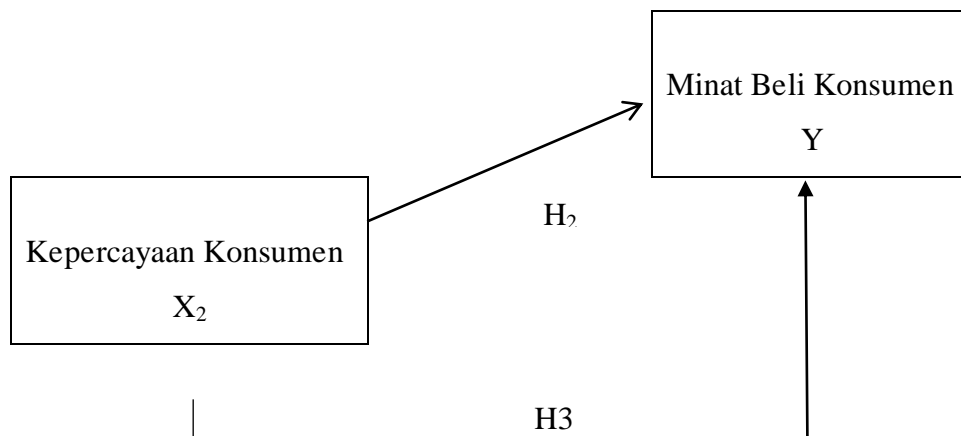 Minat Beli Konsumen
Y
H₂
Kepercayaan Konsumen
X₂
H3